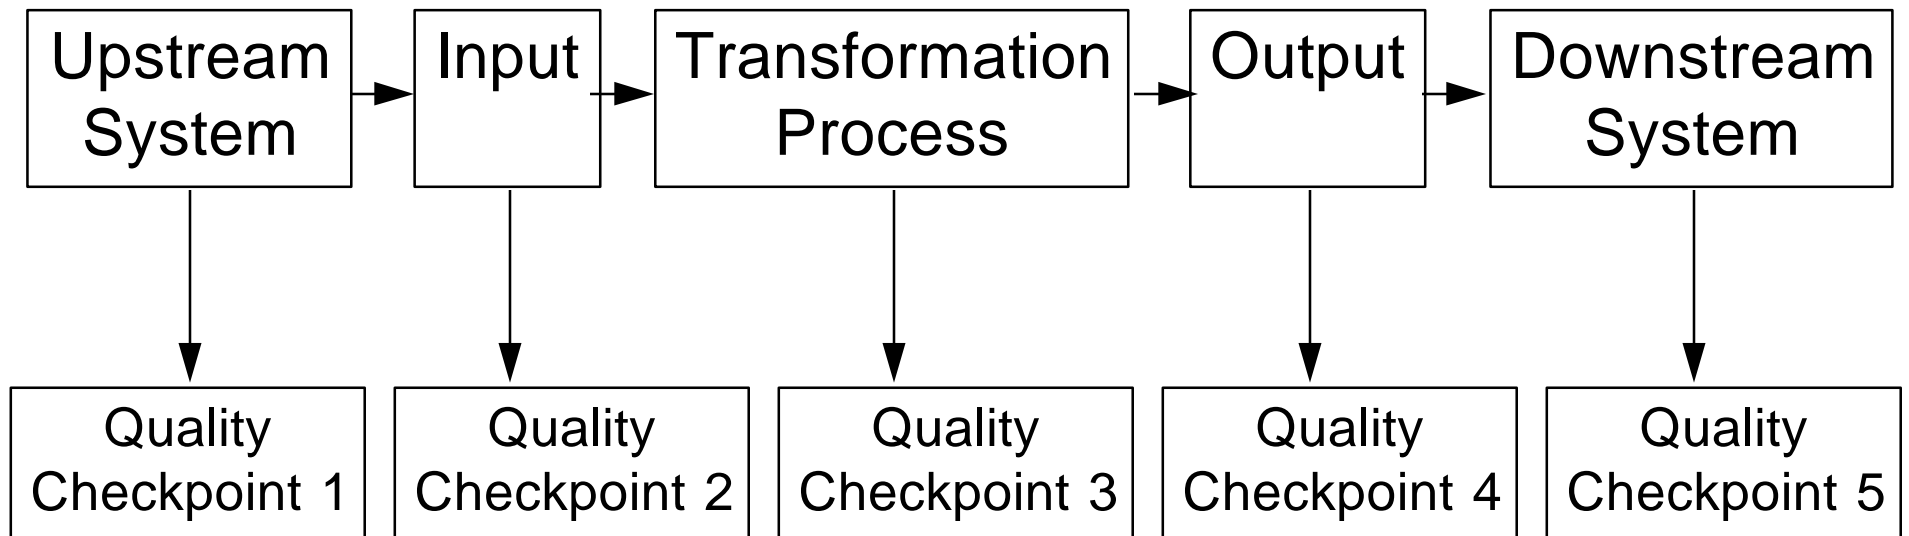 Upstream
System
Input
Transformation
Process
Output
Downstream
System
Quality
Checkpoint 1
Quality
Checkpoint 2
Quality
Checkpoint 3
Quality
Checkpoint 4
Quality
Checkpoint 5